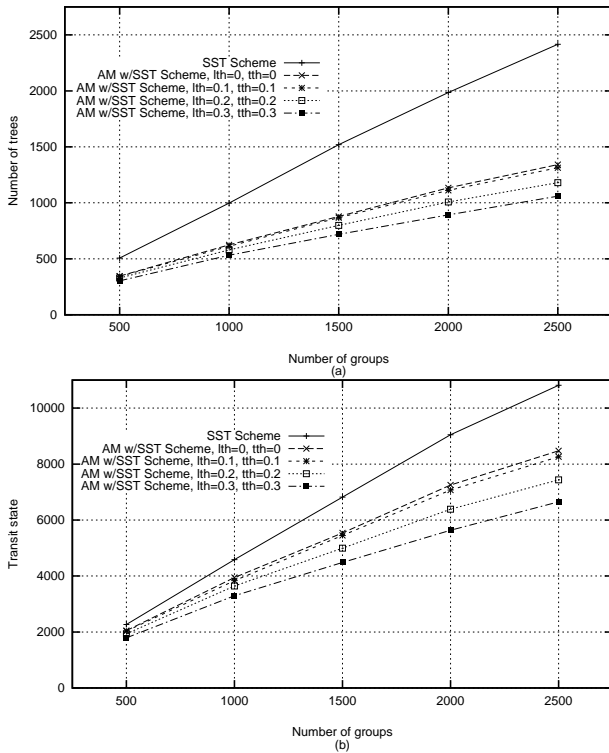 2500
2000
1500
1000
500
0
Number of trees
SST Scheme
AM w/SST Scheme, lth=0, tth=0
AM w/SST Scheme, lth=0.1, tth=0.1
AM w/SST Scheme, lth=0.2, tth=0.2
AM w/SST Scheme, lth=0.3, tth=0.3
500 1000 1500 2000 2500
Number of groups
(a)
10000
8000
6000
4000
2000
0
Transit state
SST Scheme
AM w/SST Scheme, lth=0, tth=0
AM w/SST Scheme, lth=0.1, tth=0.1
AM w/SST Scheme, lth=0.2, tth=0.2
AM w/SST Scheme, lth=0.3, tth=0.3
500 1000 1500 2000 2500
Number of groups
(b)